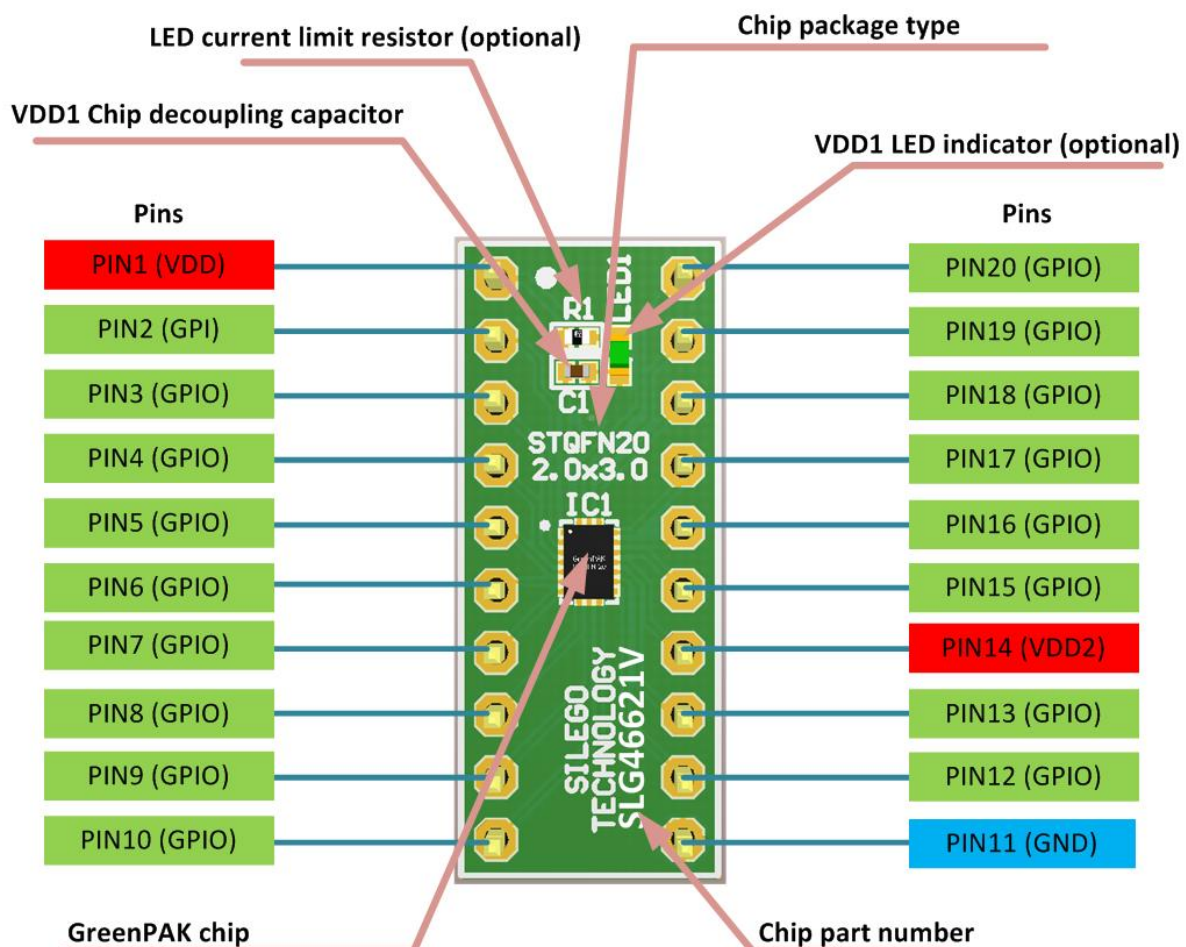 LED current limit resistor (optional)
Chip package type
VDD1 Chip decoupling capacitor
VDD1 LED indicator (optional)
Pins
PIN1 (VDD)
PIN2 (GPI)
PIN3 (GPIO)
PIN4 (GPIO)
PIN5 (GPIO)
PIN6 (GPIO)
PIN7 (GPIO)
PIN8 (GPIO)
PIN9 (GPIO)
PIN10 (GPIO)
LED1
R1
C1
STQFN20
2.0x3.0
IC1
GreenPAK
SILEGO
TECHNOLOGY
SLG46621V
Pins
PIN20 (GPIO)
PIN19 (GPIO)
PIN18 (GPIO)
PIN17 (GPIO)
PIN16 (GPIO)
PIN15 (GPIO)
PIN14 (VDD2)
PIN13 (GPIO)
PIN12 (GPIO)
PIN11 (GND)
GreenPAK chip
Chip part number